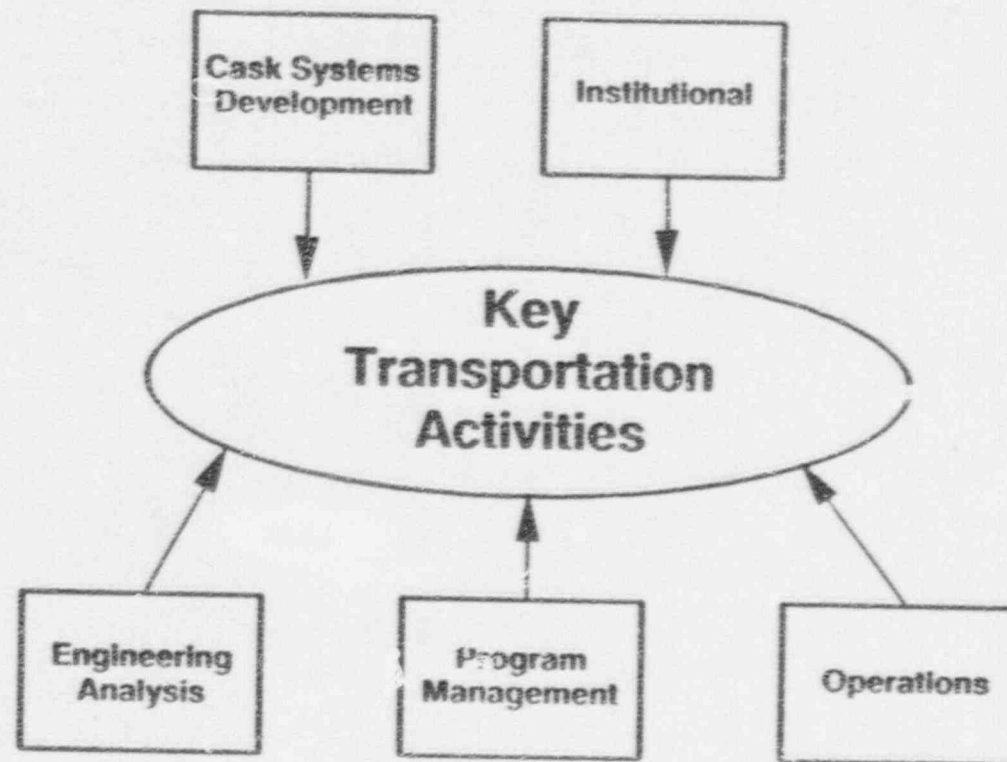 Cask Systems
Development
Institutional
Key
Transportation
Activities
Engineering
Analysis
Program
Management
Operations